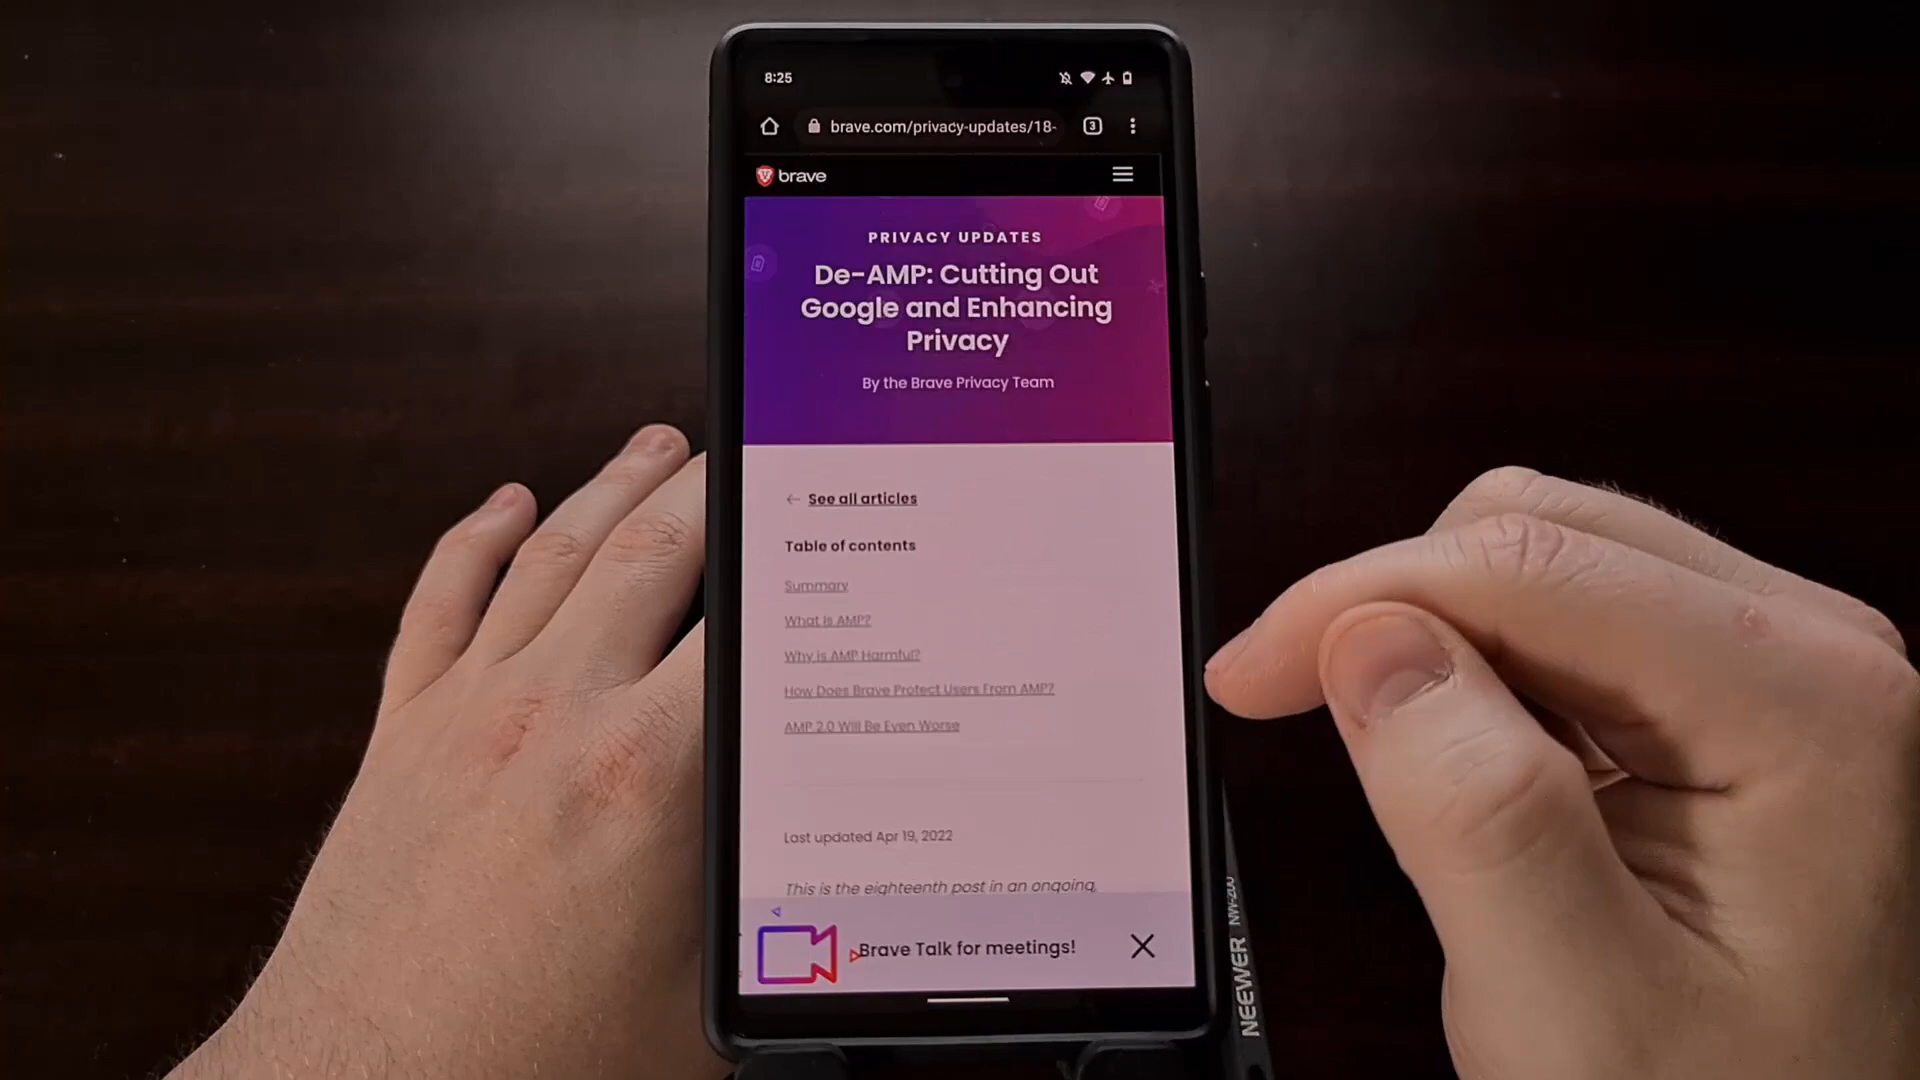 8:25
brave.com/privacy-updates/18-
3
brave
PRIVACY UPDATES
De-AMP: Cutting Out
Google and Enhancing
Privacy
By the Brave Privacy Team
See all articles
Table of contents
Summary
What is AMP?
Why is AMP Harmful?
How Does Brave Protect Users From AMP?
AMP 2.0 Will Be Even Worse
Last updated Apr 19, 2022
This is the eighteenth post in an ongoing,
Brave Talk for meetings!
NEEWER NW-200